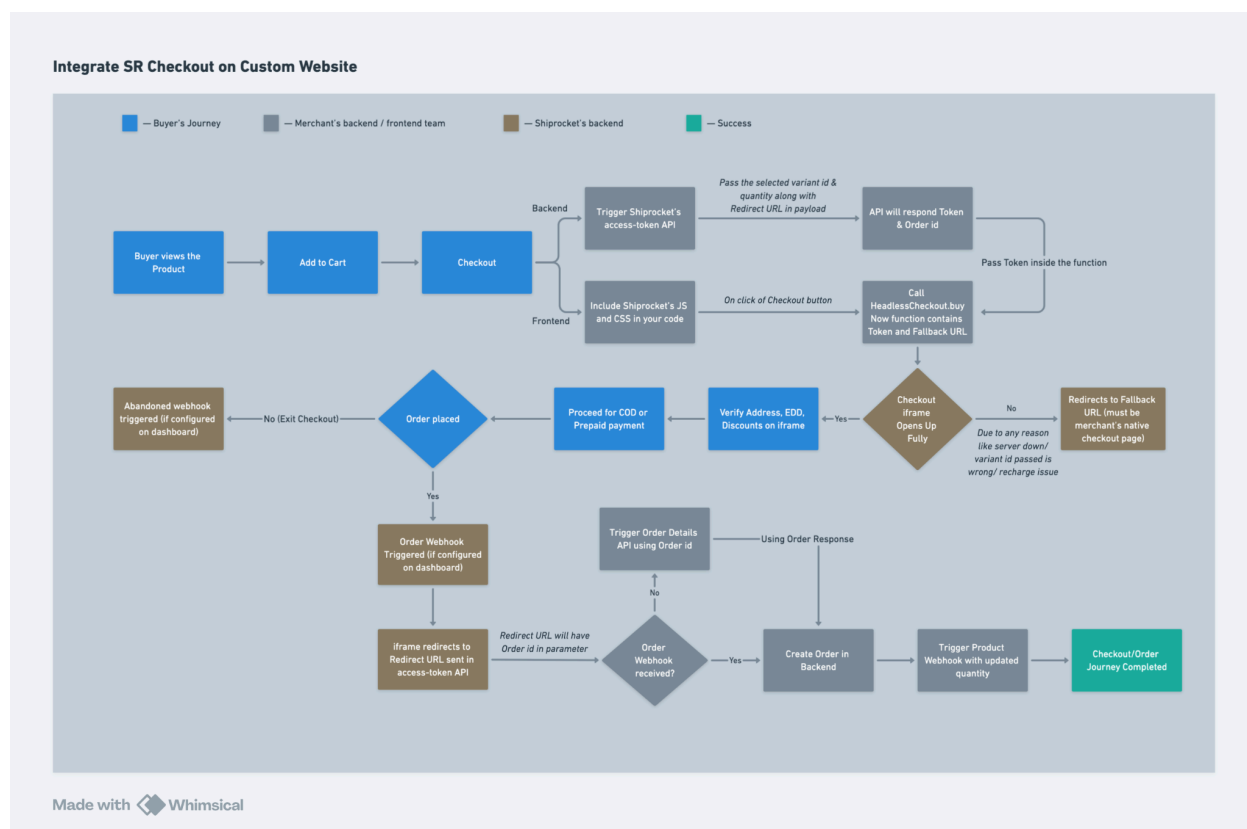 Integrate SR Checkout on Custom Website
— Buyer's Journey
— Merchant's backend / frontend team
— Shiprocket's backend
— Success
Buyer views the
Product
Add to Cart
Checkout
Backend
Frontend
Trigger Shiprocket's
access-token API
Pass the selected variant id &
quantity along with
Redirect URL in payload
API will respond Token
& Order id
Pass Token inside the function
Include Shiprocket's JS
and CSS in your code
On click of Checkout button
Call
HeadlessCheckout.buy
Now function contains
Token and Fallback URL
Checkout
iframe
Opens Up
Fully
No
Due to any reason
like server down/
variant id passed is
wrong/ recharge issue
Redirects to Fallback
URL (must be
merchant's native
checkout page)
Yes
Verify Address, EDD,
Discounts on iframe
Proceed for COD or
Prepaid payment
Order placed
No (Exit Checkout)
Abandoned webhook
triggered (if configured
on dashboard)
Yes
Order Webhook
Triggered (if configured
on dashboard)
iframe redirects to
Redirect URL sent in
access-token API
Redirect URL will have
Order id in parameter
Order
Webhook
received?
No
Trigger Order Details
API using Order id
Using Order Response
Yes
Create Order in
Backend
Trigger Product
Webhook with updated
quantity
Checkout/Order
Journey Completed
Made with Whimsical